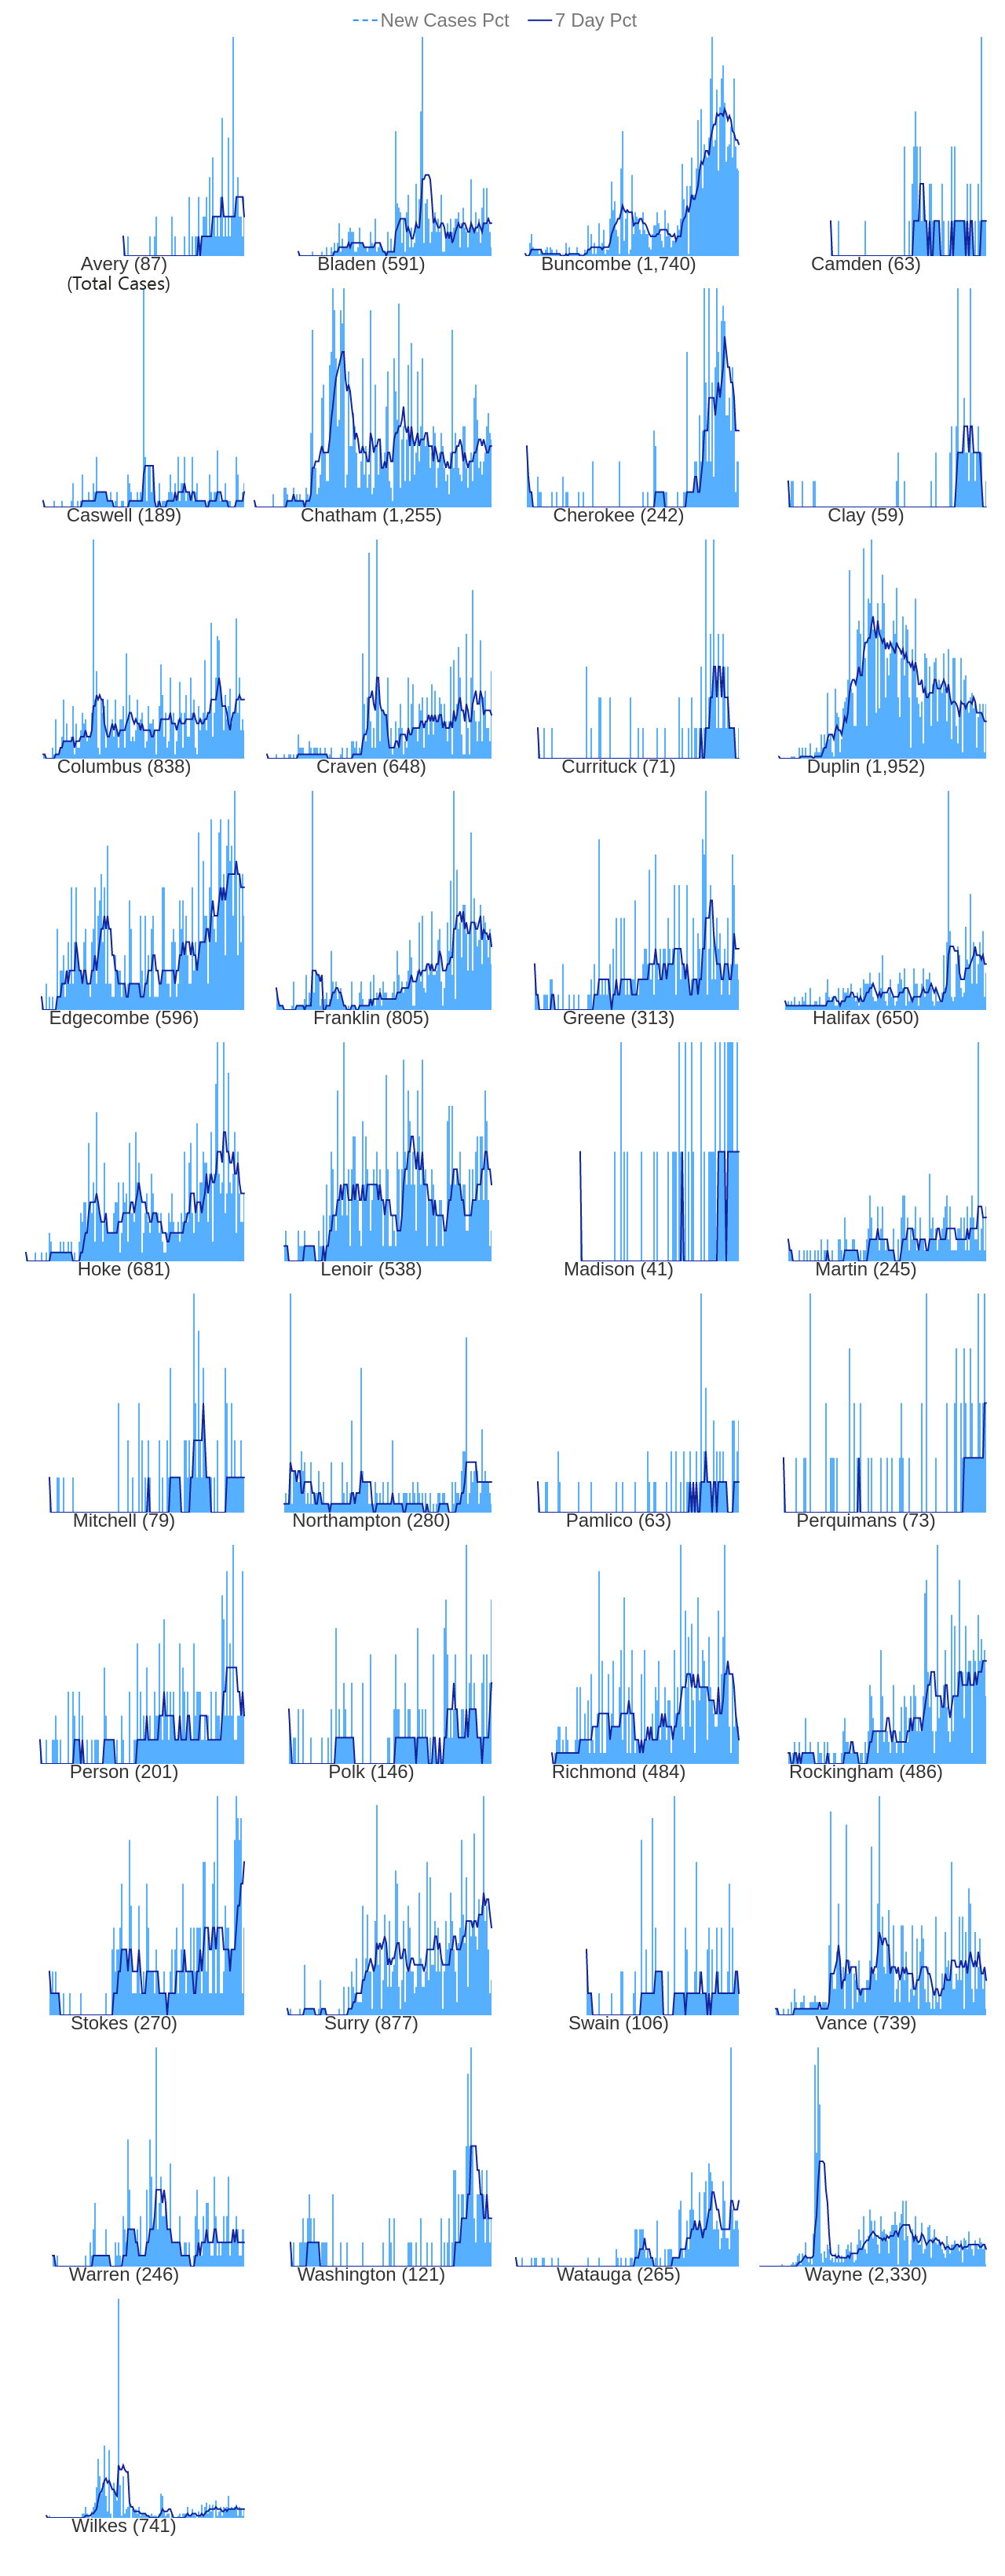 New Cases Pct 7 Day Pct
Avery (87) Bladen (591) Buncombe (1,740) Camden (63)
(Total Cases)
Caswell (189) Chatham (1,255) Cherokee (242) Clay (59)
Columbus (838) Craven (648) Currituck (71) Duplin (1,952)
Edgecombe (596) Franklin (805) Greene (313) Halifax (650)
Hoke (681) Lenoir (538) Madison (41) Martin (245)
Mitchell (79) Northampton (280) Pamlico (63) Perquimans (73)
Person (201) Polk (146) Richmond (484) Rockingham (486)
Stokes (270) Surry (877) Swain (106) Vance (739)
Warren (246) Washington (121) Watauga (265) Wayne (2,330)
Wilkes (741)